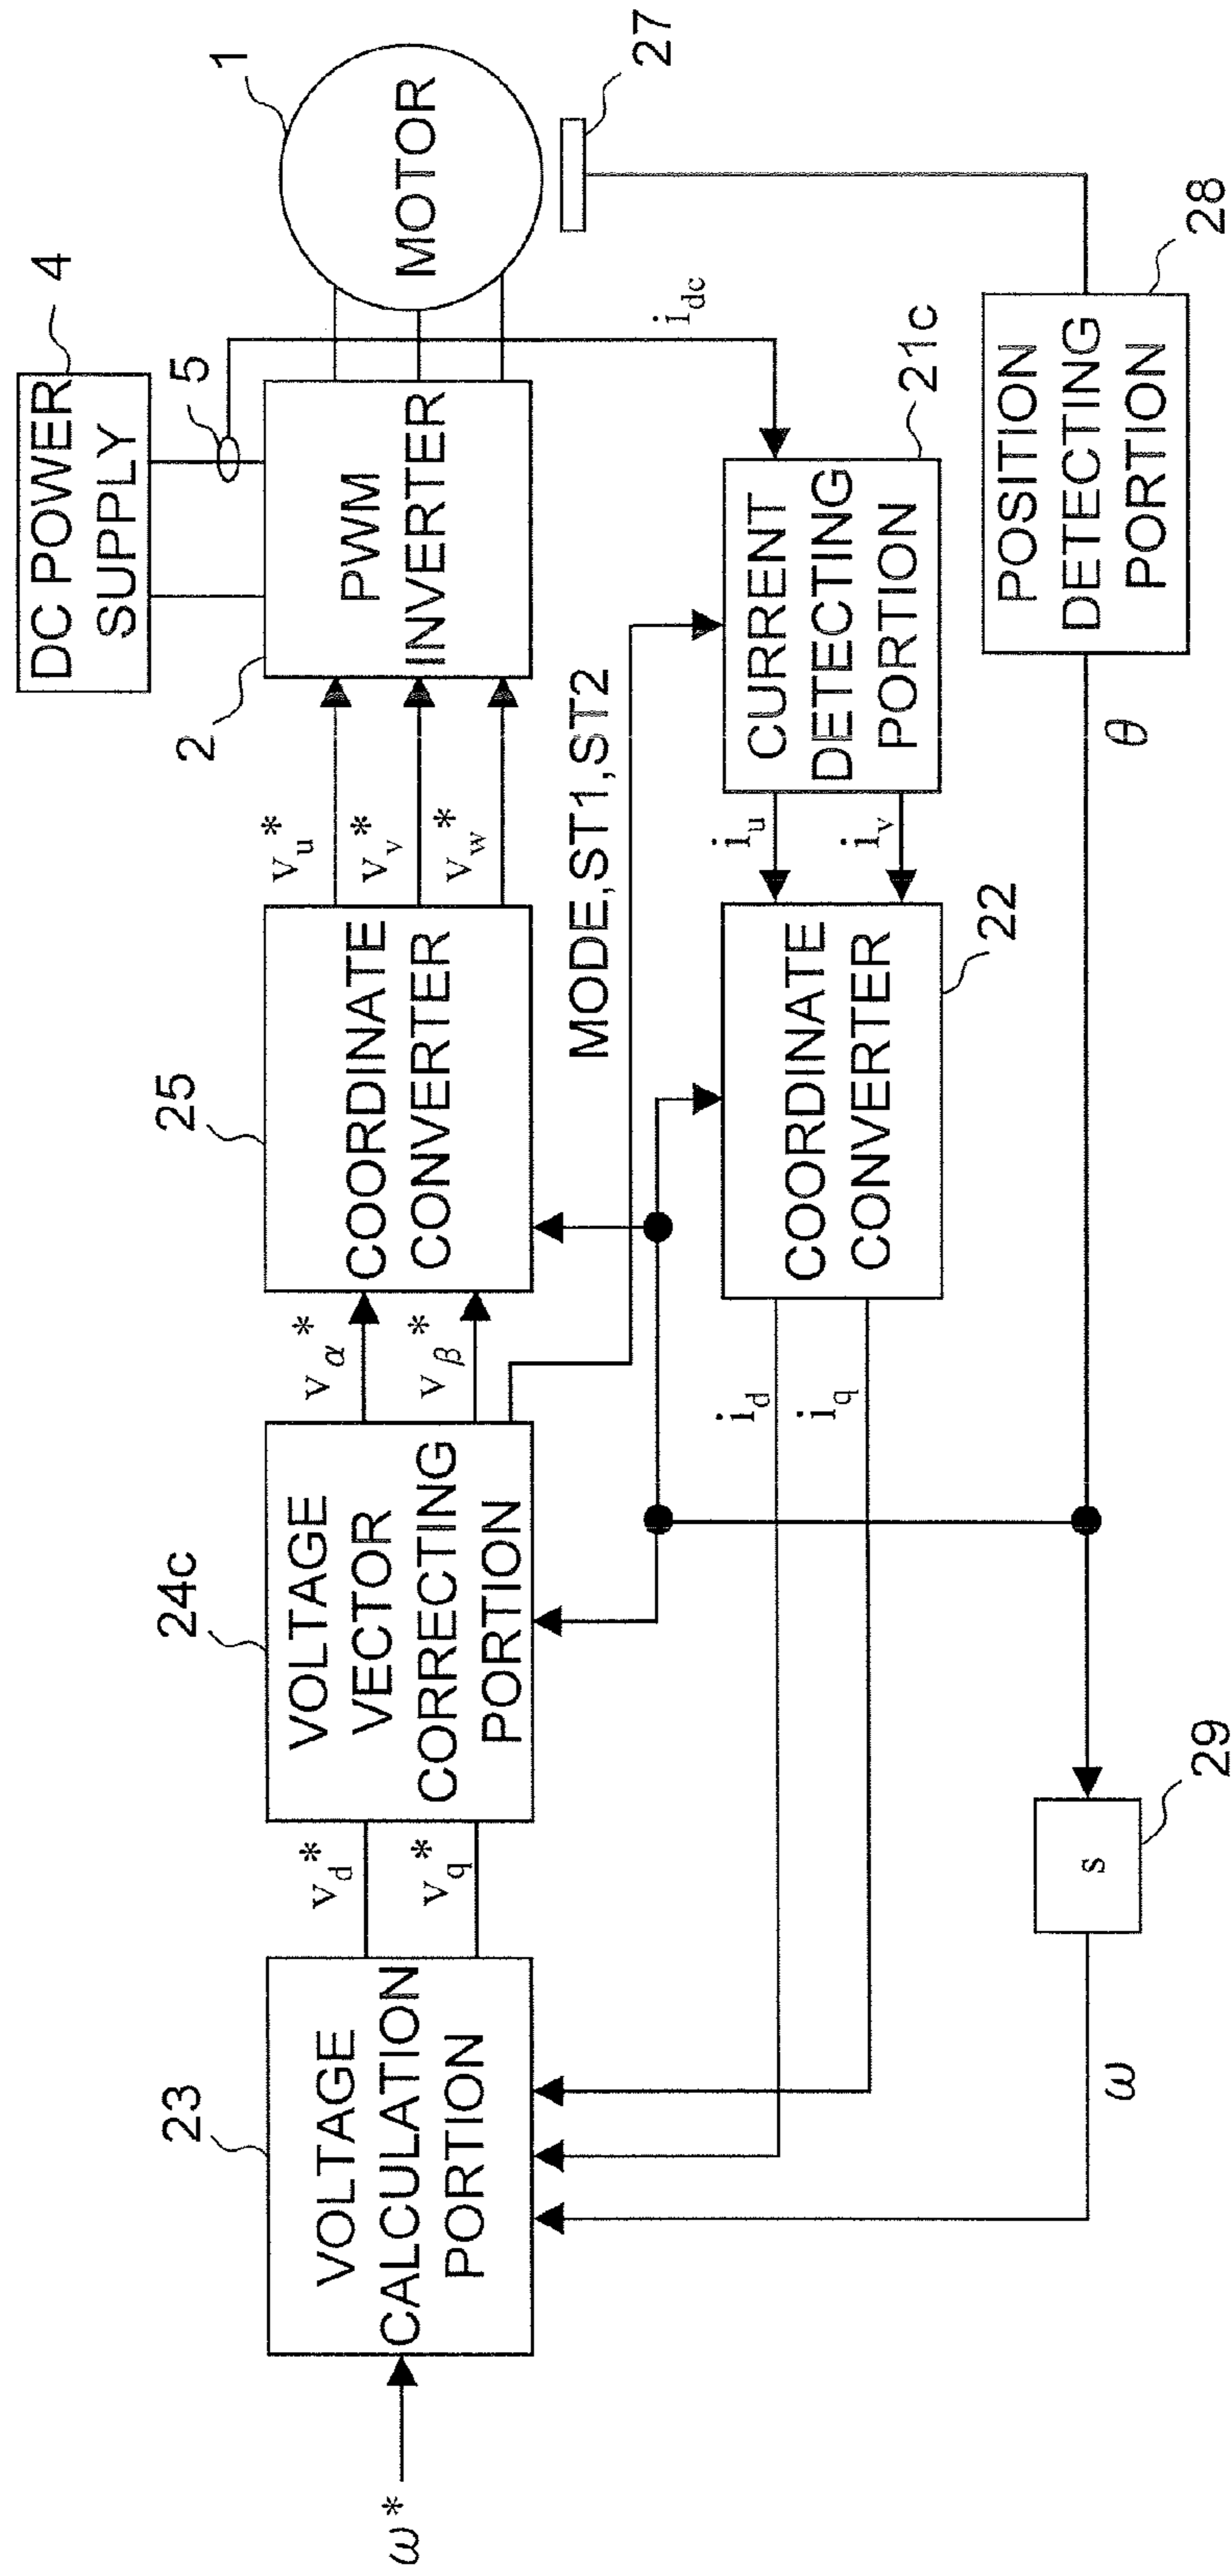 DC POWER
SUPPLY
4
5
1
MOTOR
2
PWM
INVERTER
27
25
COORDINATE
CONVERTER
v_u*
v_v*
v_w*
24c
VOLTAGE
VECTOR
CORRECTING
PORTION
v_α*
v_β*
23
VOLTAGE
CALCULATION
PORTION
v_d*
v_q*
ω*
MODE,ST1,ST2
i_dc
21c
CURRENT
DETECTING
PORTION
i_u
i_v
22
COORDINATE
CONVERTER
i_d
i_q
28
POSITION
DETECTING
PORTION
θ
s
29
ω